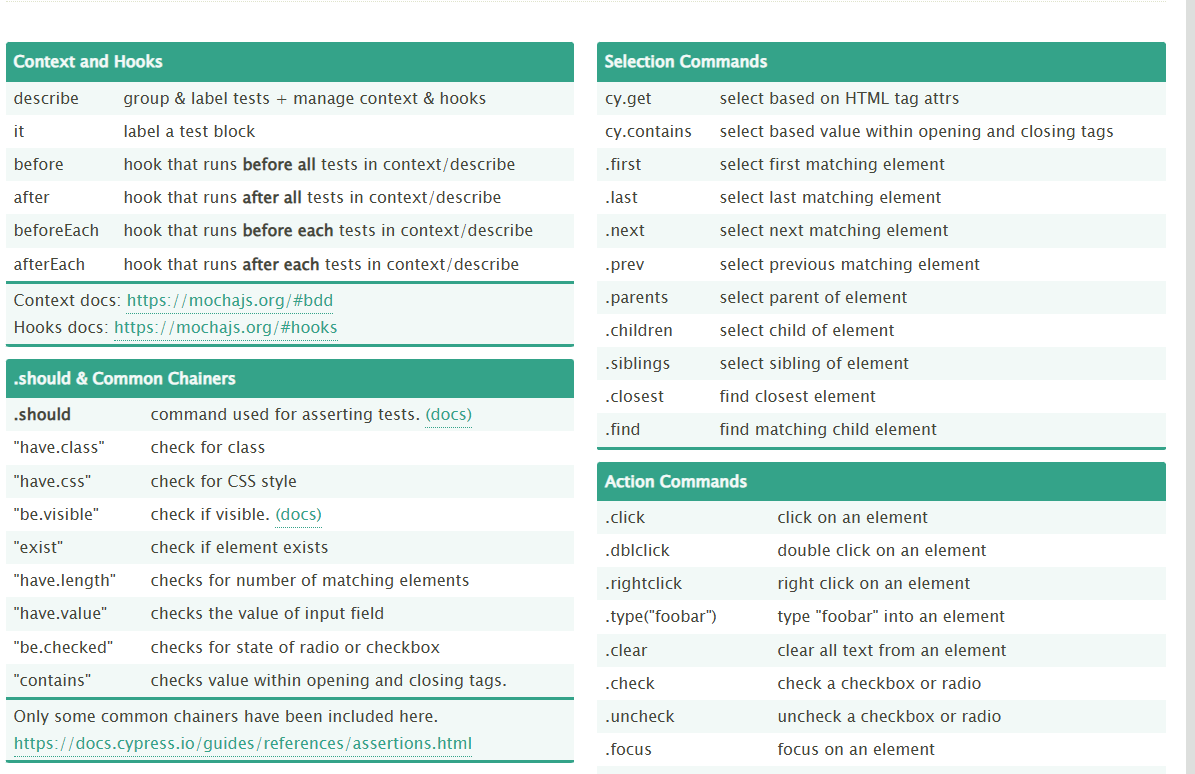 Context and Hooks
describe group & label tests + manage context & hooks
it label a test block
before hook that runs before all tests in context/describe
after hook that runs after all tests in context/describe
beforeEach hook that runs before each tests in context/describe
afterEach hook that runs after each tests in context/describe
Context docs: https://mochajs.org/#bdd
Hooks docs: https://mochajs.org/#hooks
.should & Common Chainers
.should command used for asserting tests. (docs)
"have.class" check for class
"have.css" check for CSS style
"be.visible" check if visible. (docs)
"exist" check if element exists
"have.length" checks for number of matching elements
"have.value" checks the value of input field
"be.checked" checks for state of radio or checkbox
"contains" checks value within opening and closing tags.
Only some common chainers have been included here.
https://docs.cypress.io/guides/references/assertions.html
Selection Commands
cy.get select based on HTML tag attrs
cy.contains select based value within opening and closing tags
.first select first matching element
.last select last matching element
.next select next matching element
.prev select previous matching element
.parents select parent of element
.children select child of element
.siblings select sibling of element
.closest find closest element
.find find matching child element
Action Commands
.click click on an element
.dblclick double click on an element
.rightclick right click on an element
.type("foobar") type "foobar" into an element
.clear clear all text from an element
.check check a checkbox or radio
.uncheck uncheck a checkbox or radio
.focus focus on an element